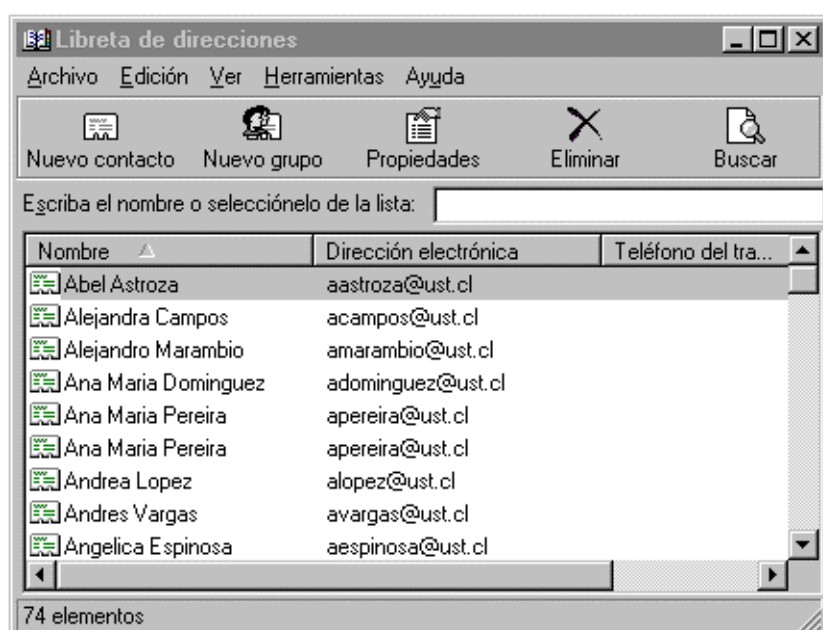 Libreta de direcciones
Archivo Edición Ver Herramientas Ayuda
Nuevo contacto Nuevo grupo Propiedades Eliminar Buscar
Escriba el nombre o selecciónelo de la lista:
Nombre Dirección electrónica Teléfono del tra...
Abel Astroza aastroza@ust.cl
Alejandra Campos acampos@ust.cl
Alejandro Marambio amarambio@ust.cl
Ana Maria Dominguez adominguez@ust.cl
Ana Maria Pereira apereira@ust.cl
Ana Maria Pereira apereira@ust.cl
Andrea Lopez alopez@ust.cl
Andres Vargas avargas@ust.cl
Angelica Espinosa aespinosa@ust.cl
74 elementos